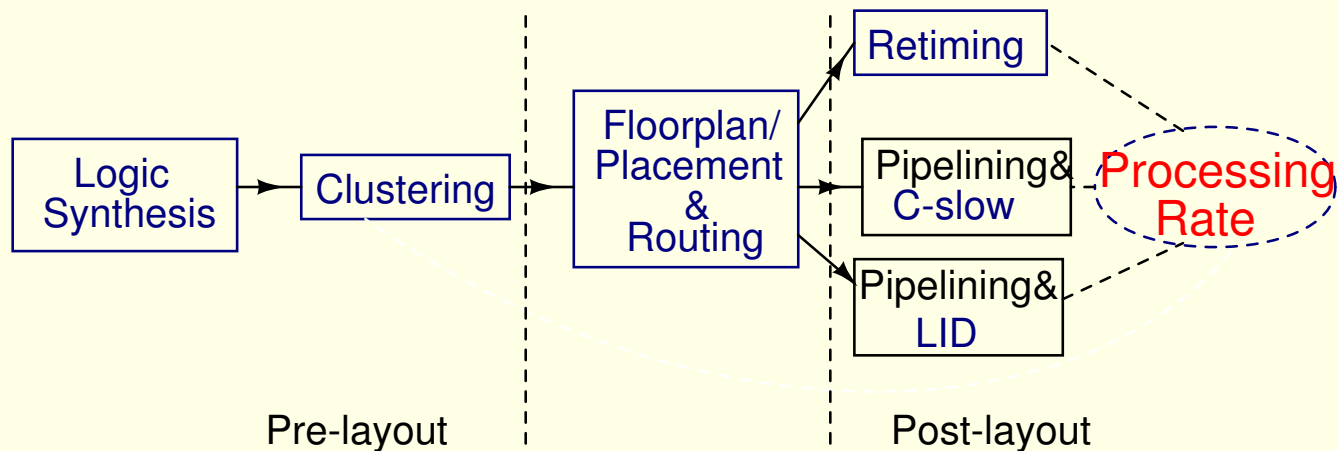 Logic
Synthesis
Clustering
Floorplan/
Placement
&
Routing
Retiming
Pipelining&
C-slow
Pipelining&
LID
Processing
Rate
Pre-layout
Post-layout